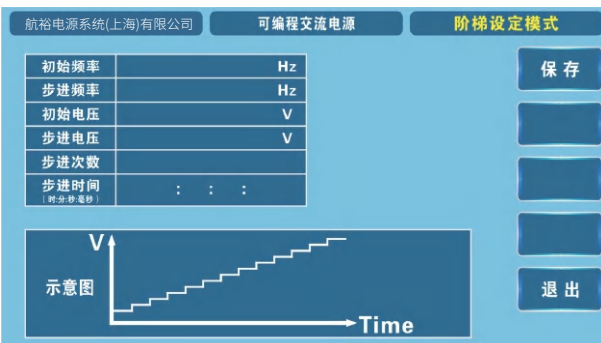 航裕电源系统(上海)有限公司 可编程交流电源 阶梯设定模式
初始频率 Hz
步进频率 Hz
初始电压 V
步进电压 V
步进次数
步进时间 : : :
(时:分:秒:毫秒)
保存
V
示意图
Time
退出